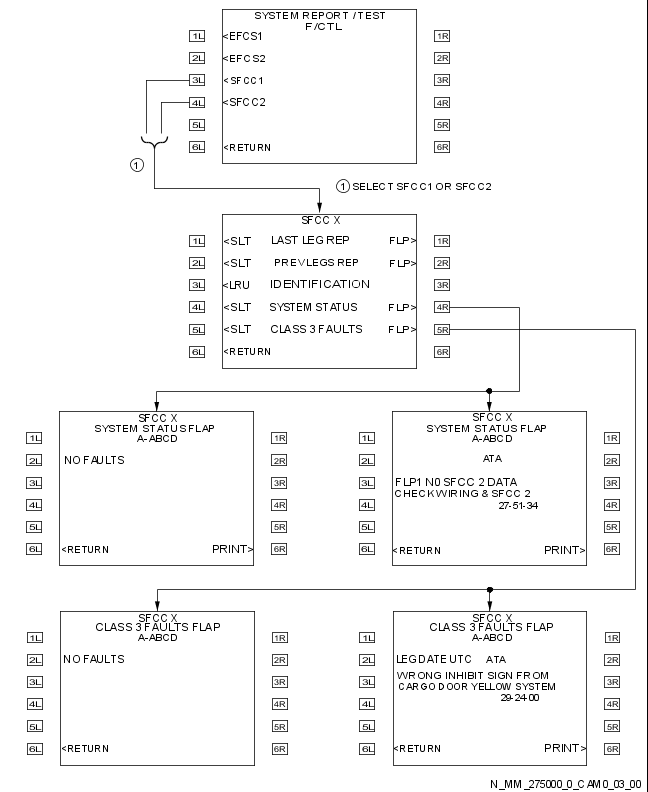 SYSTEM REPORT /TEST
F/CTL
1L <EFCS1 1R
2L <EFCS2 2R
3L <SFCC1 3R
4L <SFCC2 4R
5L 5R
6L <RETURN 6R
1
1 SELECT SFCC1 OR SFCC2
SFCC X
1L <SLT LAST LEG REP FLP> 1R
2L <SLT PREVLEGS REP FLP> 2R
3L <LRU IDENTIFICATION 3R
4L <SLT SYSTEM STATUS FLP> 4R
5L <SLT CLASS 3 FAULTS FLP> 5R
6L <RETURN 6R
SFCC X
SYSTEM STATUS FLAP
1L A-ABCD 1R
2L NO FAULTS 2R
3L 3R
4L 4R
5L 5R
6L <RETURN PRINT> 6R
SFCC X
SYSTEM STATUS FLAP
1L A-ABCD 1R
2L ATA 2R
3L FLP1 N0 SFCC 2 DATA 3R
CHECK WIRING & SFCC 2
4L 27-51-34 4R
5L 5R
6L <RETURN PRINT> 6R
SFCC X
CLASS 3 FAULTS FLAP
1L A-ABCD 1R
2L NO FAULTS 2R
3L 3R
4L 4R
5L 5R
6L <RETURN 6R
SFCC X
CLASS 3 FAULTS FLAP
1L A-ABCD 1R
2L LEG DATE UTC ATA 2R
WRONG INHIBIT SIGN FROM
3L CARGO DOOR YELLOW SYSTEM 3R
4L 29-24-00 4R
5L 5R
6L <RETURN PRINT> 6R
N_MM_275000_0_CAM0_03_00